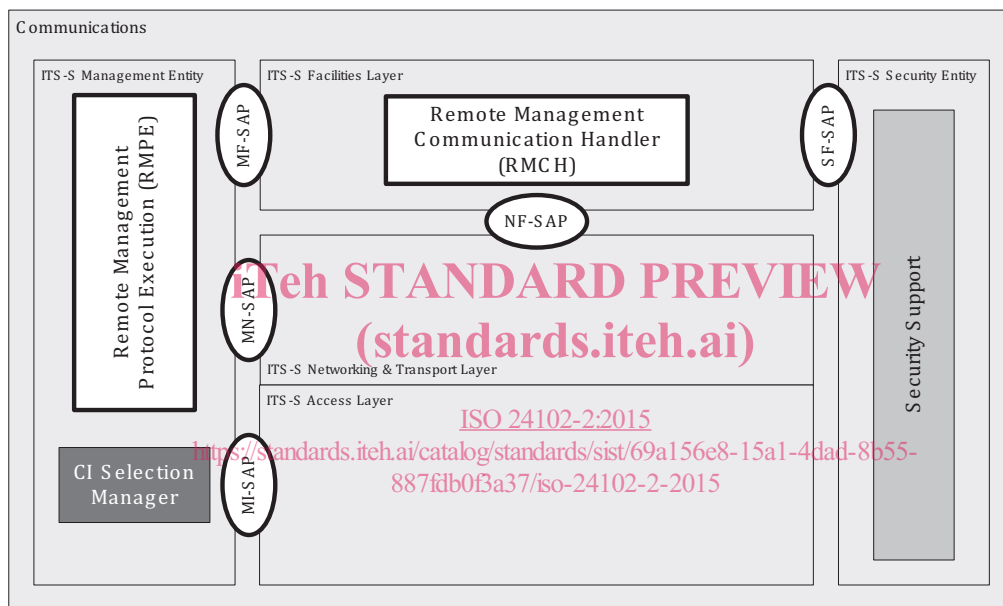 Communications
ITS-S Management Entity
ITS-S Facilities Layer
ITS-S Security Entity
Remote Management
Protocol Execution (RMPE)
MF-SAP
Remote Management
Communication Handler
(RMCH)
SF-SAP
NF-SAP
iTeh STANDARD PREVIEW
(standards.iteh.ai)
MN-SAP
ITS-S Networking & Transport Layer
ITS-S Access Layer
Security Support
ISO 24102-2:2015
https://standards.iteh.ai/catalog/standards/sist/69a156e8-15a1-4dad-8b55-
887fdb0f3a37/iso-24102-2-2015
CI Selection
Manager
MI-SAP